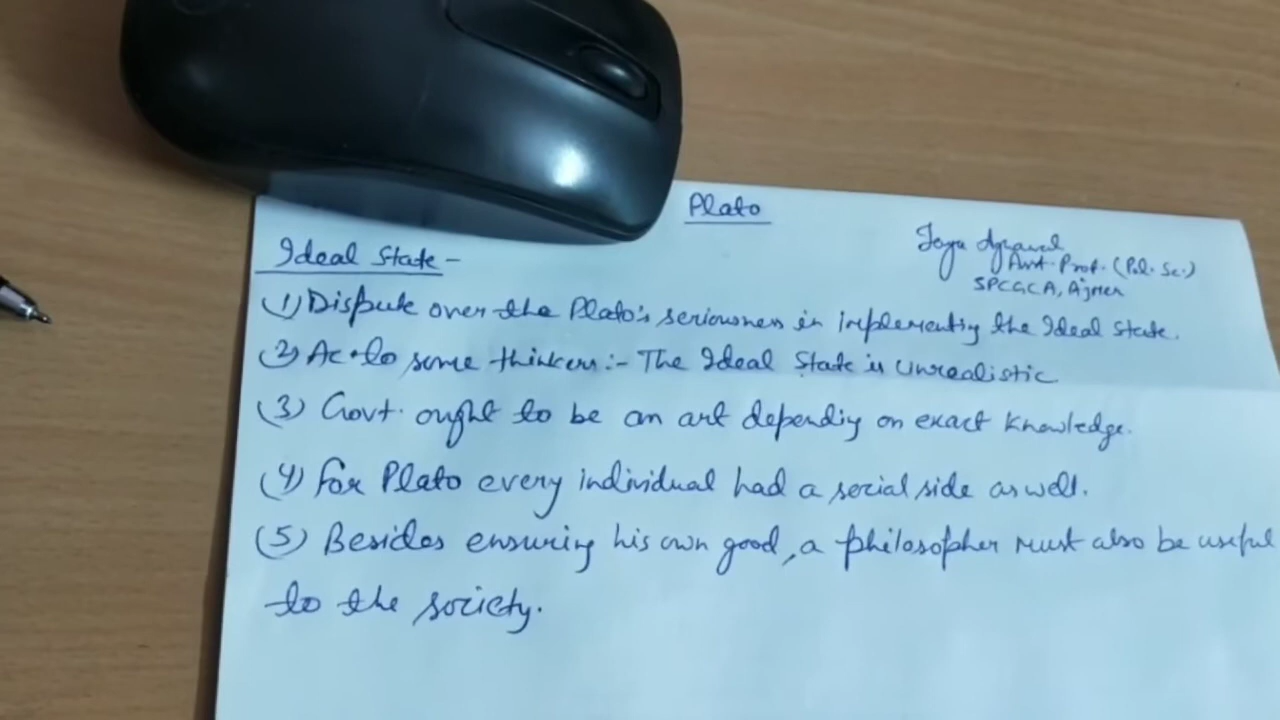 Plato
Agrawal
Asst. Prof. (Pol. Sc.)
SPCGCA, Ajmer
Ideal State -
(1) Dispute over the Plato's seriousness in implementing the Ideal State.
(2) Ac. to some thinkers :- The Ideal State is Unrealistic
(3) Govt. ought to be an art depending on exact knowledge.
(4) For Plato every individual had a social side as well.
(5) Besides ensuring his own good, a philosopher must also be useful
to the society.